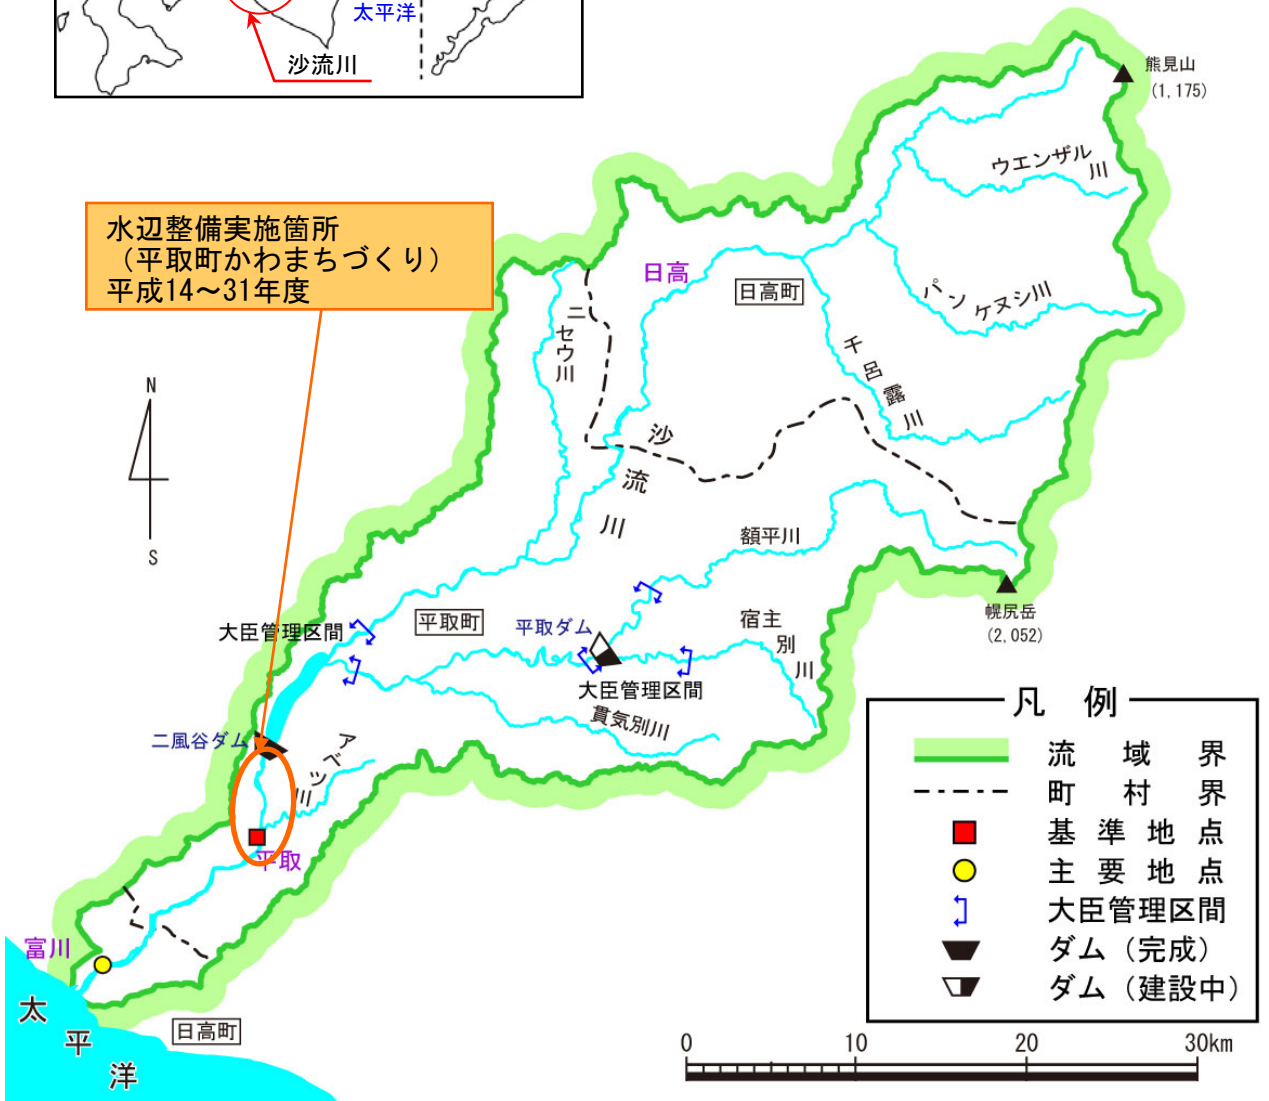 太平洋
沙流川
熊見山
(1,175)
ウエンザル川
水辺整備実施箇所
（平取町かわまちづくり）
平成14～31年度
日高
日高町
パンケヌシ川
ニセウ川
千呂露川
N
S
沙流川
額平川
幌尻岳
(2,052)
大臣管理区間
平取町
平取ダム
宿主別川
大臣管理区間
貫気別川
二風谷ダム
アベツ川
平取
富川
太平洋
日高町
凡 例
流 域 界
町 村 界
基 準 地 点
主 要 地 点
大臣管理区間
ダム（完成）
ダム（建設中）
0 10 20 30km